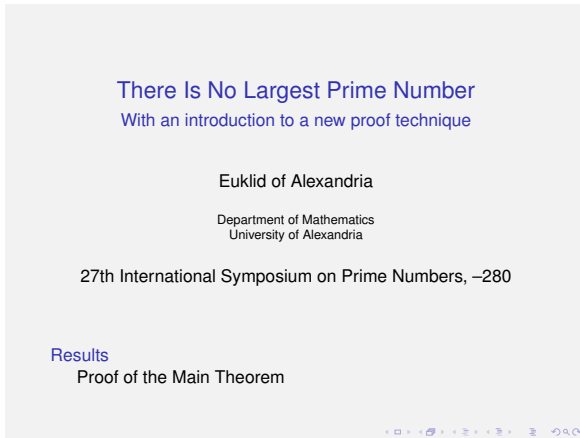 There Is No Largest Prime Number
With an introduction to a new proof technique
Euklid of Alexandria
Department of Mathematics
University of Alexandria
27th International Symposium on Prime Numbers, –280
Results
Proof of the Main Theorem